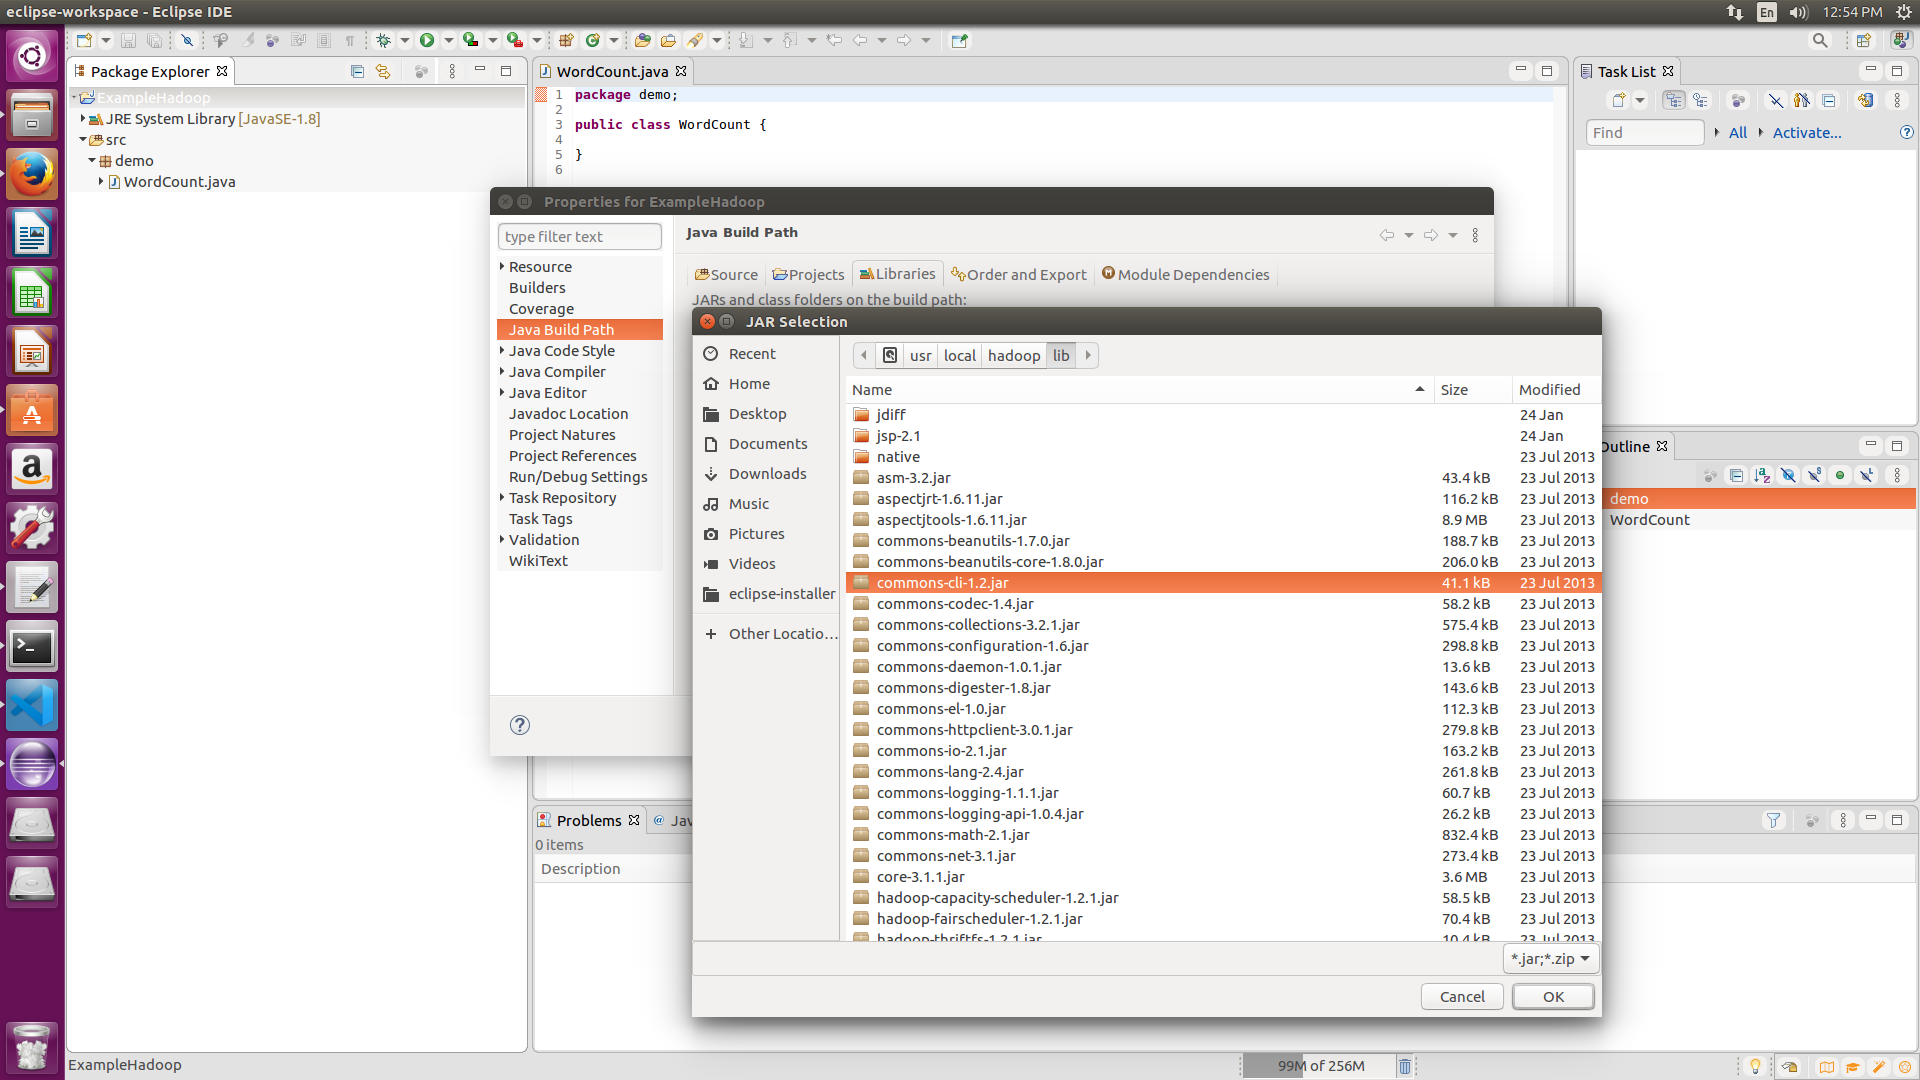 eclipse-workspace - Eclipse IDE
En
12:54 PM
Package Explorer
ExampleHadoop
JRE System Library [JavaSE-1.8]
src
demo
WordCount.java
WordCount.java
1 package demo;
2
3 public class WordCount {
4
5 }
6
Task List
Find
All
Activate...
Properties for ExampleHadoop
type filter text
Resource
Builders
Coverage
Java Build Path
Java Code Style
Java Compiler
Java Editor
Javadoc Location
Project Natures
Project References
Run/Debug Settings
Task Repository
Task Tags
Validation
WikiText
Java Build Path
Source
Projects
Libraries
Order and Export
Module Dependencies
JARs and class folders on the build path:
JAR Selection
Recent
Home
Desktop
Documents
Downloads
Music
Pictures
Videos
eclipse-installer
Other Locatio...
usr local hadoop lib
Name Size Modified
jdiff 24 Jan
jsp-2.1 24 Jan
native 23 Jul 2013
asm-3.2.jar 43.4 kB 23 Jul 2013
aspectjrt-1.6.11.jar 116.2 kB 23 Jul 2013
aspectjtools-1.6.11.jar 8.9 MB 23 Jul 2013
commons-beanutils-1.7.0.jar 188.7 kB 23 Jul 2013
commons-beanutils-core-1.8.0.jar 206.0 kB 23 Jul 2013
commons-cli-1.2.jar 41.1 kB 23 Jul 2013
commons-codec-1.4.jar 58.2 kB 23 Jul 2013
commons-collections-3.2.1.jar 575.4 kB 23 Jul 2013
commons-configuration-1.6.jar 298.8 kB 23 Jul 2013
commons-daemon-1.0.1.jar 13.6 kB 23 Jul 2013
commons-digester-1.8.jar 143.6 kB 23 Jul 2013
commons-el-1.0.jar 112.3 kB 23 Jul 2013
commons-httpclient-3.0.1.jar 279.8 kB 23 Jul 2013
commons-io-2.1.jar 163.2 kB 23 Jul 2013
commons-lang-2.4.jar 261.8 kB 23 Jul 2013
commons-logging-1.1.1.jar 60.7 kB 23 Jul 2013
commons-logging-api-1.0.4.jar 26.2 kB 23 Jul 2013
commons-math-2.1.jar 832.4 kB 23 Jul 2013
commons-net-3.1.jar 273.4 kB 23 Jul 2013
core-3.1.1.jar 3.6 MB 23 Jul 2013
hadoop-capacity-scheduler-1.2.1.jar 58.5 kB 23 Jul 2013
hadoop-fairscheduler-1.2.1.jar 70.4 kB 23 Jul 2013
hadoop-thriftfs-1.2.1.jar 10.4 kB 23 Jul 2013
*.jar;*.zip
Cancel
OK
Outline
demo
WordCount
Problems
@ Jav
0 items
Description
ExampleHadoop
99M of 256M